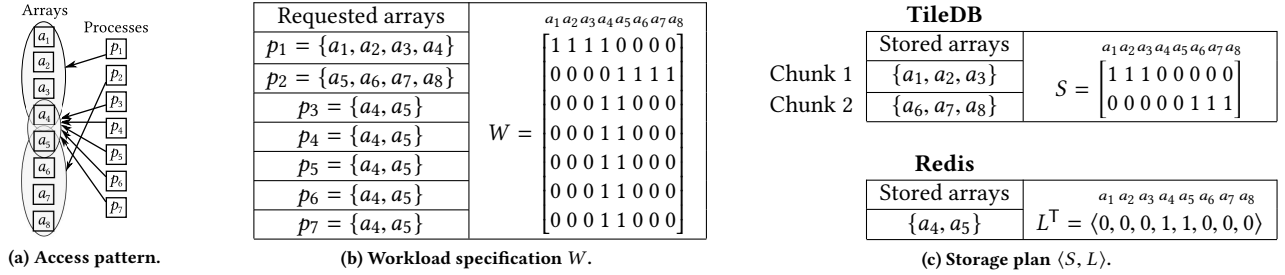 Arrays
Processes
a1
a2
a3
a4
a5
a6
a7
a8
p1
p2
p3
p4
p5
p6
p7
(a) Access pattern.
Requested arrays
p1 = {a1, a2, a3, a4}
p2 = {a5, a6, a7, a8}
p3 = {a4, a5}
p4 = {a4, a5}
p5 = {a4, a5}
p6 = {a4, a5}
p7 = {a4, a5}
a1 a2 a3 a4 a5 a6 a7 a8
W =
1 1 1 1 0 0 0 0
0 0 0 0 1 1 1 1
0 0 0 1 1 0 0 0
0 0 0 1 1 0 0 0
0 0 0 1 1 0 0 0
0 0 0 1 1 0 0 0
0 0 0 1 1 0 0 0
(b) Workload specification W.
TileDB
Stored arrays
Chunk 1 {a1, a2, a3}
Chunk 2 {a6, a7, a8}
a1 a2 a3 a4 a5 a6 a7 a8
S =
1 1 1 0 0 0 0 0
0 0 0 0 0 1 1 1
Redis
Stored arrays
{a4, a5}
a1 a2 a3 a4 a5 a6 a7 a8
L^T = ⟨0, 0, 0, 1, 1, 0, 0, 0⟩
(c) Storage plan ⟨S, L⟩.